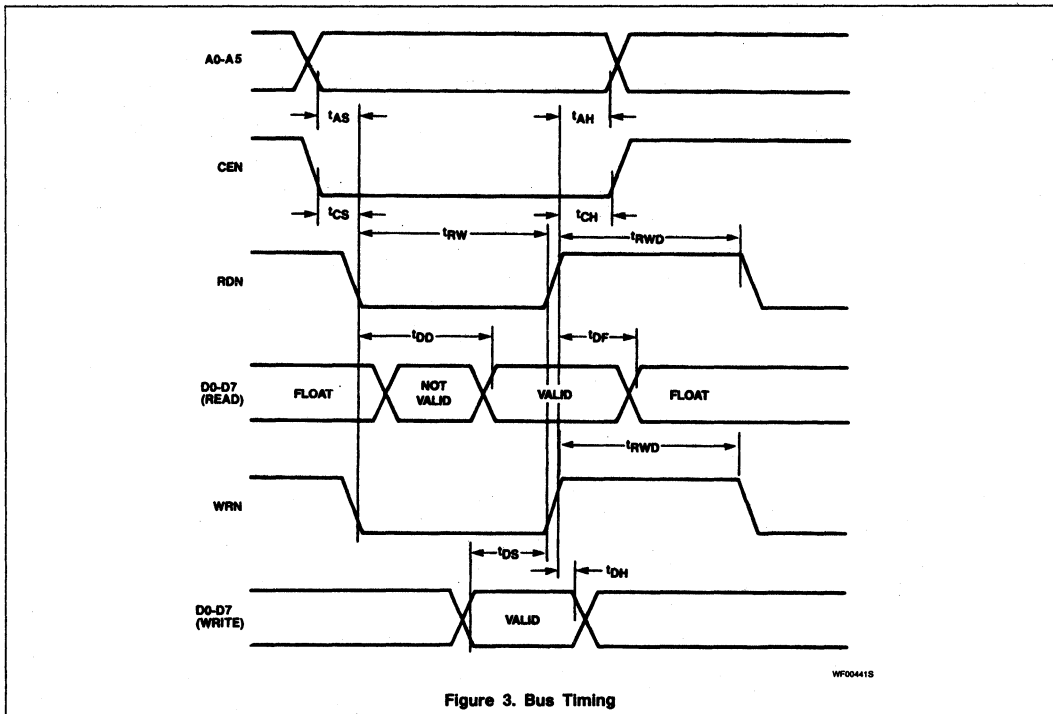 A0-A5
tAS
tAH
CEN
tCS
tCH
tRW
tRWD
RDN
tDD
tDF
D0-D7
(READ)
FLOAT
NOT
VALID
VALID
FLOAT
tRWD
WRN
tDS
tDH
D0-D7
(WRITE)
VALID
WF00441S
Figure 3. Bus Timing